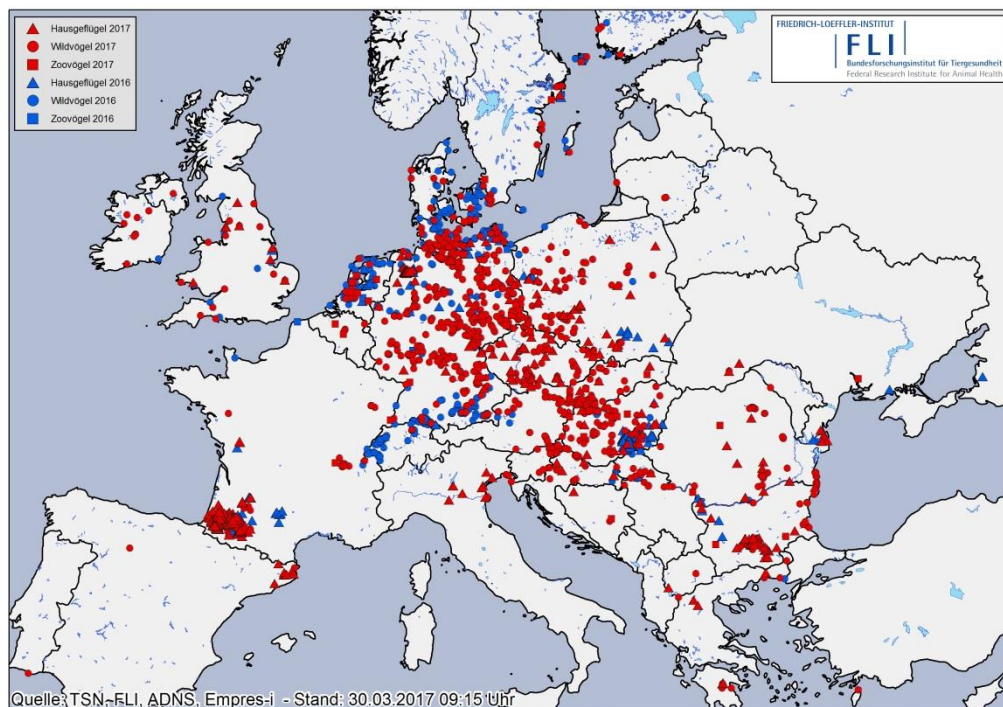 Hausgeflügel 2017
Wildvögel 2017
Zoovögel 2017
Hausgeflügel 2016
Wildvögel 2016
Zoovögel 2016
FRIEDRICH-LOEFFLER-INSTITUT
FLI
Bundesforschungsinstitut für Tiergesundheit
Federal Research Institute for Animal Health
Quelle: TSN-FLI, ADNS, Empres-i - Stand: 30.03.2017 09:15 Uhr